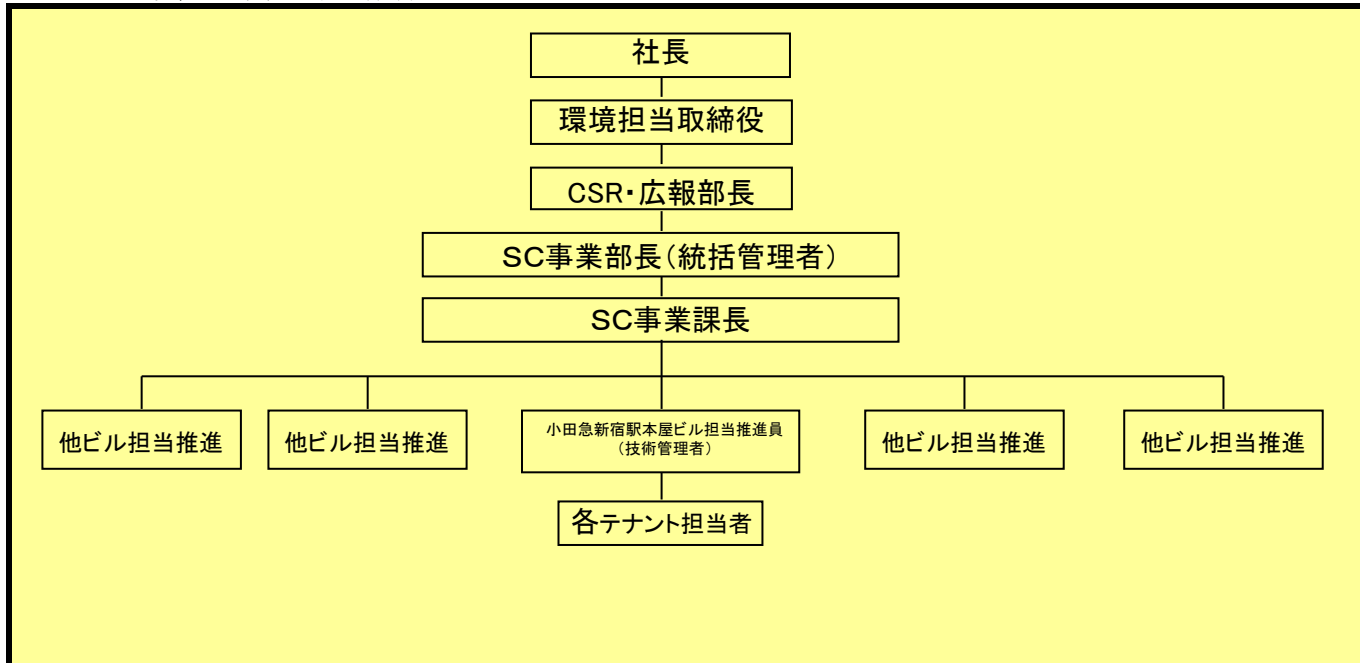 社長
環境担当取締役
CSR・広報部長
SC事業部長(統括管理者)
SC事業課長
他ビル担当推進
他ビル担当推進
小田急新宿駅本屋ビル担当推進員
(技術管理者)
他ビル担当推進
他ビル担当推進
各テナント担当者